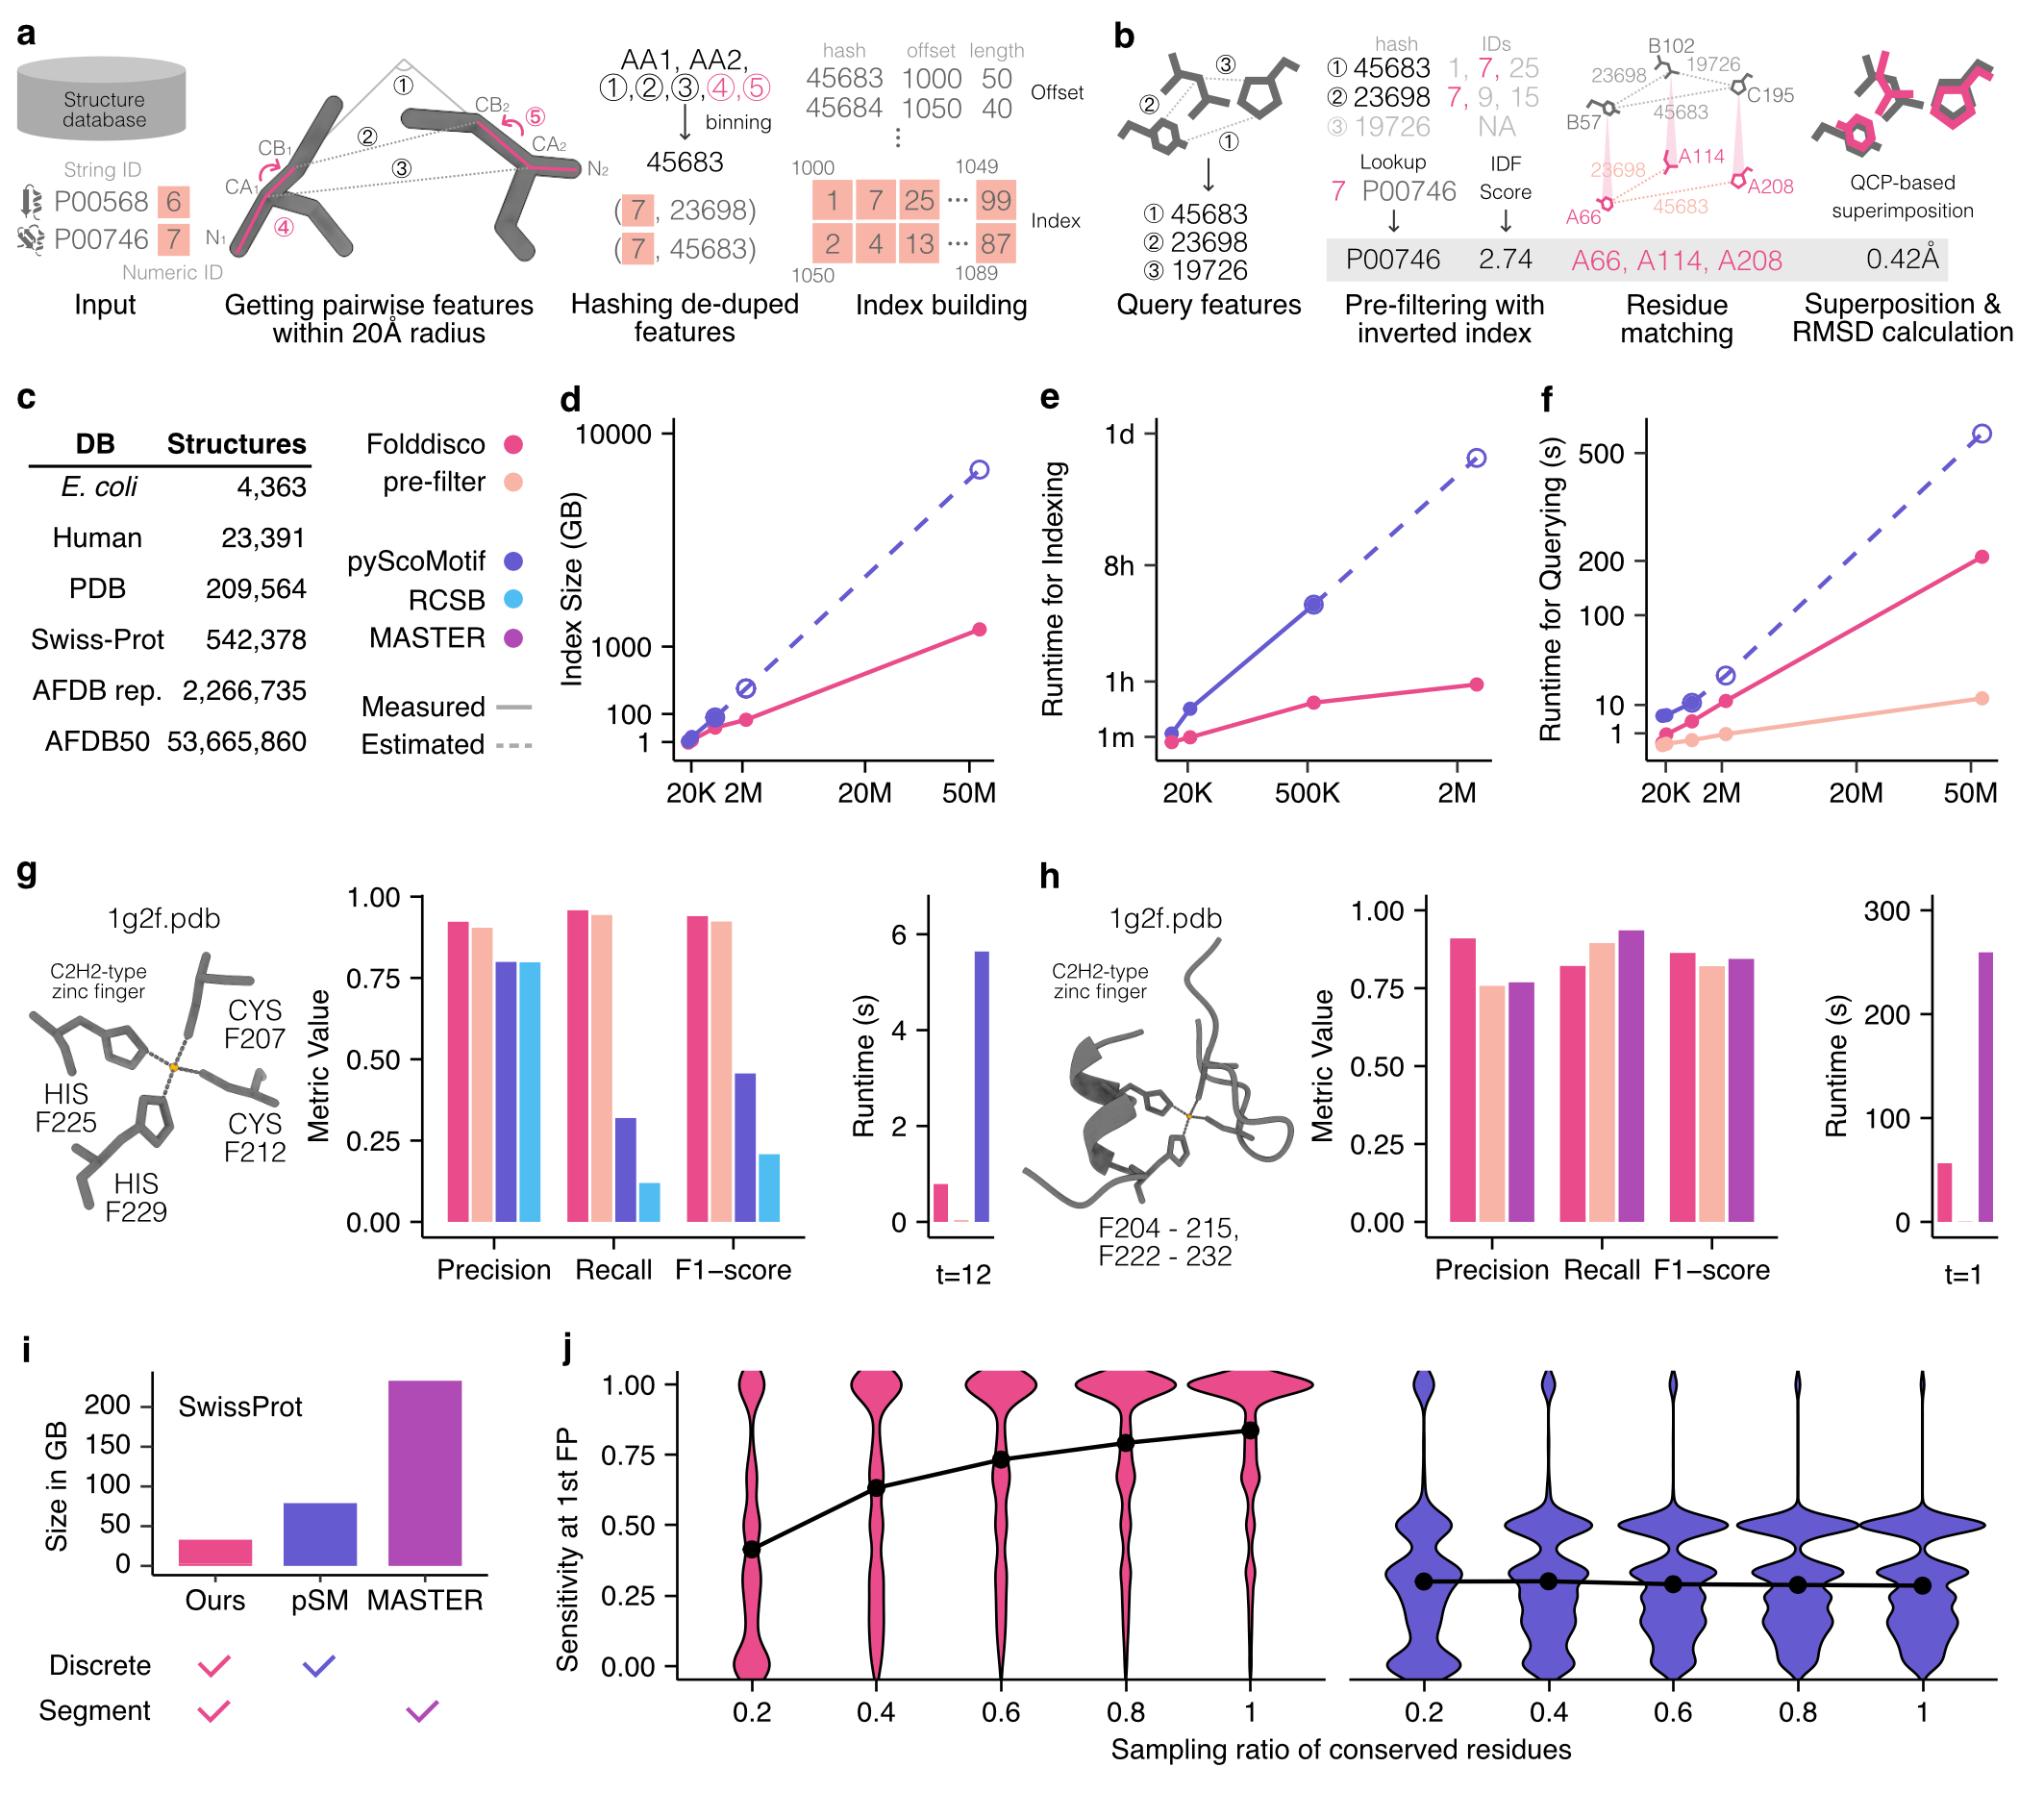 a
Structure
database
String ID
P00568 6
P00746 7
Numeric ID
Input
①
②
③
④
⑤
CB1
CA1
N1
CB2
CA2
N2
Getting pairwise features
within 20Å radius
AA1, AA2,
①,②,③,④,⑤
binning
45683
(7, 23698)
(7, 45683)
Hashing de-duped
features
hash offset length
45683 1000 50
45684 1050 40
Offset
1000 1049
1 7 25 ··· 99
2 4 13 ··· 87
1050 1089
Index
Index building
b
③
②
①
① 45683
② 23698
③ 19726
Query features
hash IDs
① 45683 1, 7, 25
② 23698 7, 9, 15
③ 19726 NA
Lookup
7 P00746
IDF
Score
P00746 2.74 A66, A114, A208 0.42Å
Pre-filtering with
inverted index
B102
23698 19726
C195
B57
45683
A114
23698
A208
A66
45683
Residue
matching
QCP-based
superimposition
Superposition &
RMSD calculation
c
DB Structures
E. coli 4,363
Human 23,391
PDB 209,564
Swiss-Prot 542,378
AFDB rep. 2,266,735
AFDB50 53,665,860
Folddisco
pre-filter
pyScoMotif
RCSB
MASTER
Measured
Estimated
d
Index Size (GB)
10000
1000
100
1
20K 2M 20M 50M
e
Runtime for Indexing
1d
8h
1h
1m
20K 500K 2M
f
Runtime for Querying (s)
500
200
100
10
1
20K 2M 20M 50M
g
1g2f.pdb
C2H2-type
zinc finger
CYS
F207
HIS
F225
CYS
F212
HIS
F229
Metric Value
1.00
0.75
0.50
0.25
0.00
Precision Recall F1−score
Runtime (s)
6
4
2
0
t=12
h
1g2f.pdb
C2H2-type
zinc finger
F204 - 215,
F222 - 232
Metric Value
1.00
0.75
0.50
0.25
0.00
Precision Recall F1−score
Runtime (s)
300
200
100
0
t=1
i
SwissProt
Size in GB
200
150
100
50
0
Ours pSM MASTER
Discrete
Segment
j
Sensitivity at 1st FP
1.00
0.75
0.50
0.25
0.00
0.2 0.4 0.6 0.8 1
0.2 0.4 0.6 0.8 1
Sampling ratio of conserved residues